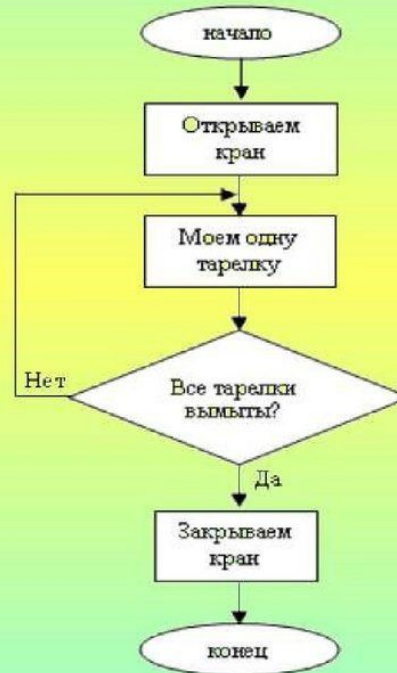 начало
Открываем
кран
Моем одну
тарелку
Все тарелки
вымыты?
Нет
Да
Закрываем
кран
конец